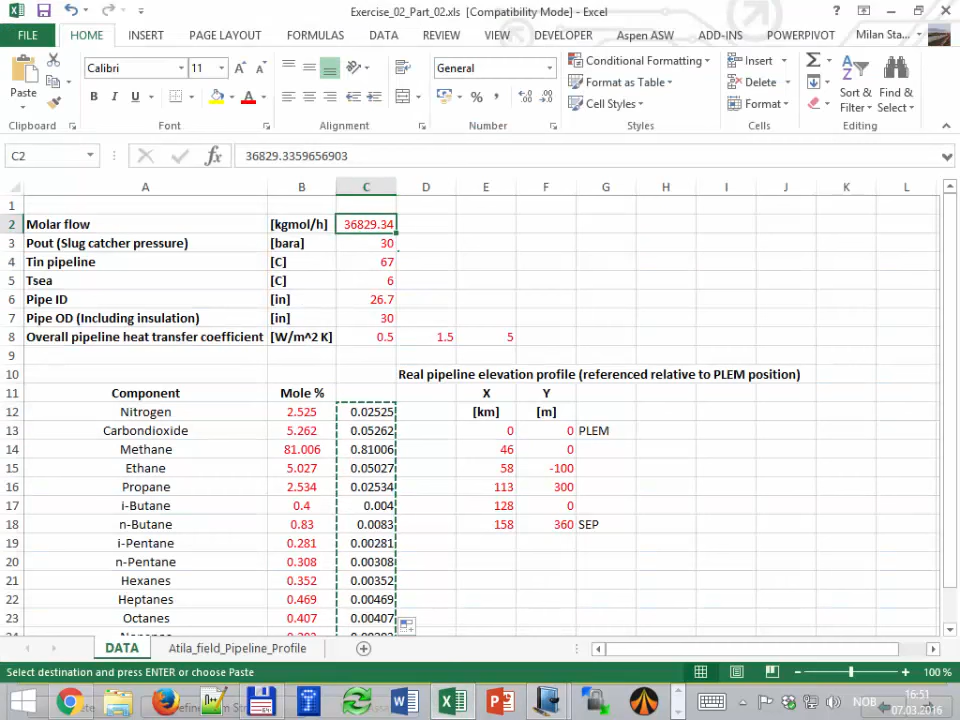 Exercise_02_Part_02.xls [Compatibility Mode] - Excel
FILE HOME INSERT PAGE LAYOUT FORMULAS DATA REVIEW VIEW DEVELOPER Aspen ASW ADD-INS POWERPIVOT Milan Sta...
Paste Calibri 11 General Conditional Formatting Format as Table Cell Styles Insert Delete Format Sort & Filter Find & Select
Clipboard Font Alignment Number Styles Cells Editing
C2 36829.3359656903
A B C D E F G H I J K L
1
2 Molar flow [kgmol/h] 36829.34
3 Pout (Slug catcher pressure) [bara] 30
4 Tin pipeline [C] 67
5 Tsea [C] 6
6 Pipe ID [in] 26.7
7 Pipe OD (Including insulation) [in] 30
8 Overall pipeline heat transfer coefficient [W/m^2 K] 0.5 1.5 5
9
10 Real pipeline elevation profile (referenced relative to PLEM position)
11 Component Mole % X Y
12 Nitrogen 2.525 0.02525 [km] [m]
13 Carbondioxide 5.262 0.05262 0 0 PLEM
14 Methane 81.006 0.81006 46 0
15 Ethane 5.027 0.05027 58 -100
16 Propane 2.534 0.02534 113 300
17 i-Butane 0.4 0.004 128 0
18 n-Butane 0.83 0.0083 158 360 SEP
19 i-Pentane 0.281 0.00281
20 n-Pentane 0.308 0.00308
21 Hexanes 0.352 0.00352
22 Heptanes 0.469 0.00469
23 Octanes 0.407 0.00407
DATA Atila_field_Pipeline_Profile
Select destination and press ENTER or choose Paste 100 %
NOB 16:51
07.03.2016